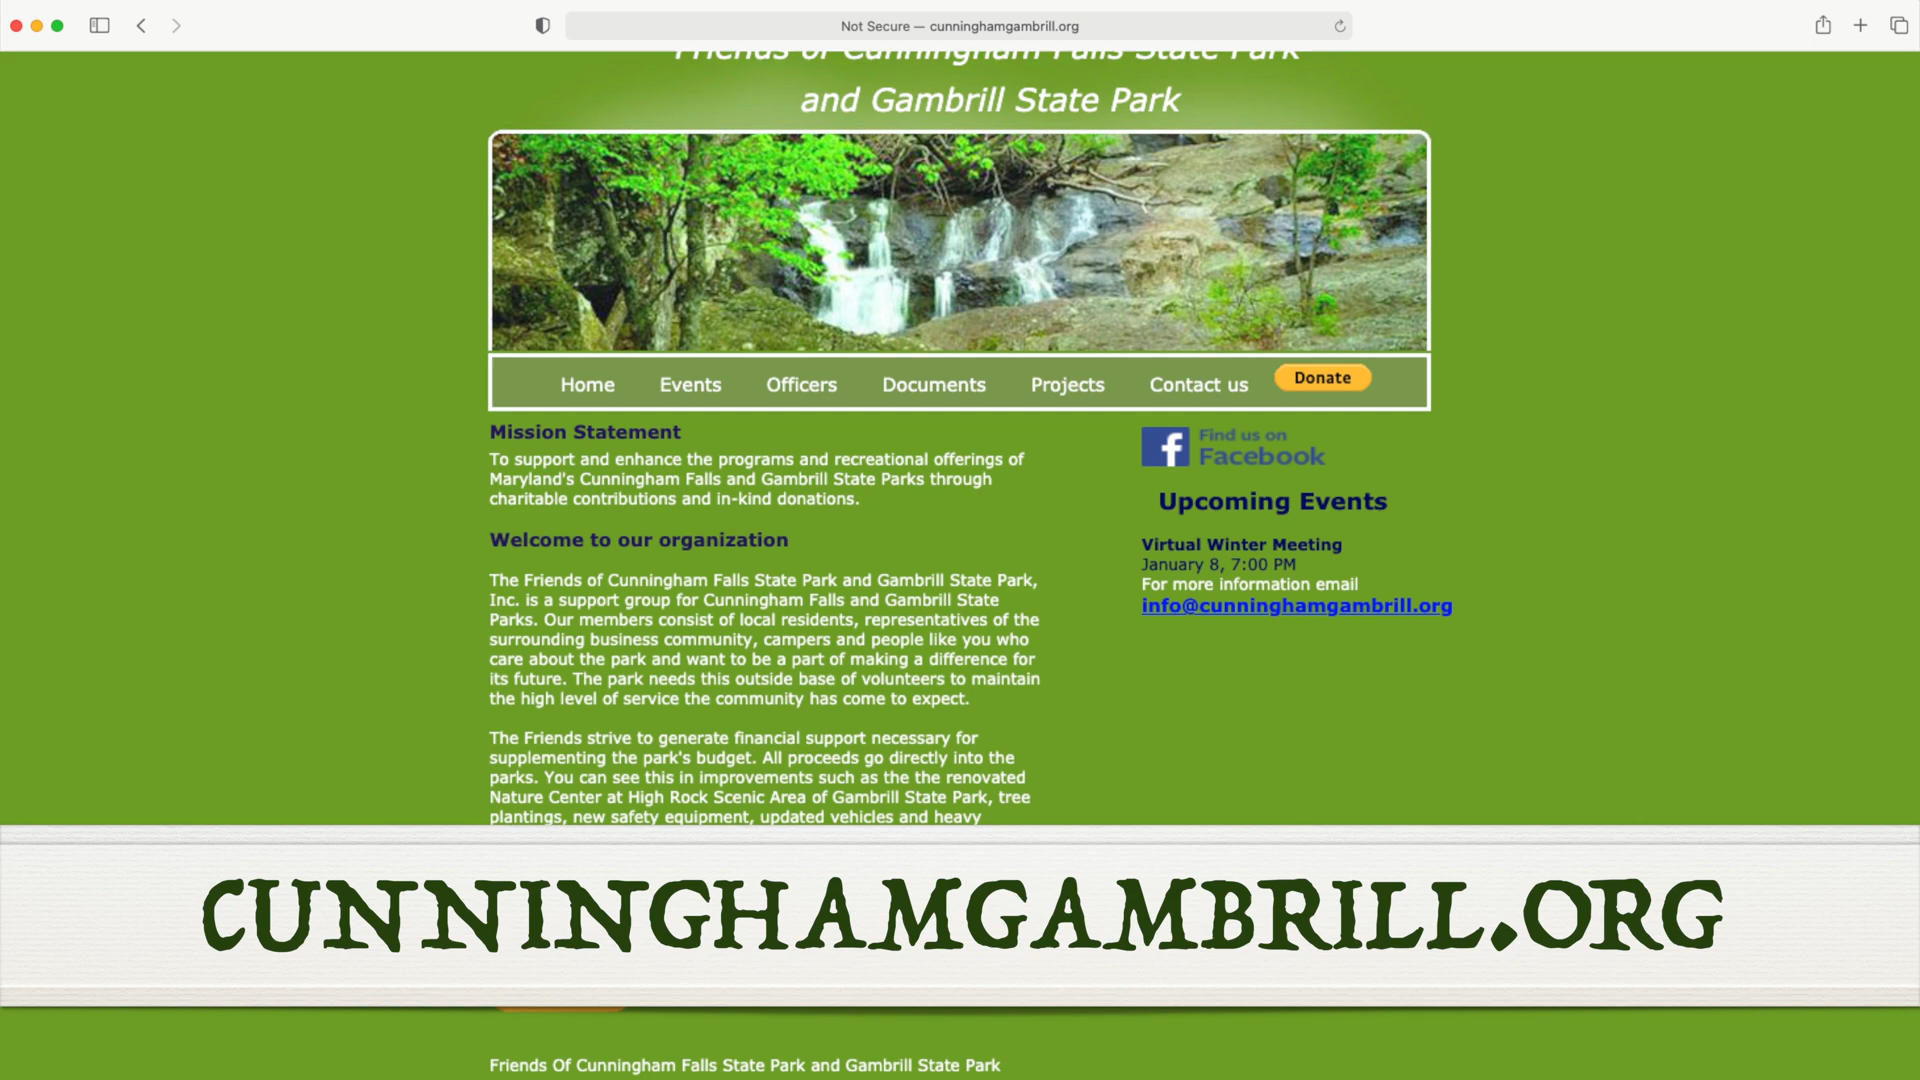 Not Secure — cunninghamgambrill.org
Friends of Cunningham Falls State Park
and Gambrill State Park
Home Events Officers Documents Projects Contact us Donate
Mission Statement
To support and enhance the programs and recreational offerings of
Maryland's Cunningham Falls and Gambrill State Parks through
charitable contributions and in-kind donations.
Welcome to our organization
The Friends of Cunningham Falls State Park and Gambrill State Park,
Inc. is a support group for Cunningham Falls and Gambrill State
Parks. Our members consist of local residents, representatives of the
surrounding business community, campers and people like you who
care about the park and want to be a part of making a difference for
its future. The park needs this outside base of volunteers to maintain
the high level of service the community has come to expect.
The Friends strive to generate financial support necessary for
supplementing the park's budget. All proceeds go directly into the
parks. You can see this in improvements such as the the renovated
Nature Center at High Rock Scenic Area of Gambrill State Park, tree
plantings, new safety equipment, updated vehicles and heavy
f Find us on
Facebook
Upcoming Events
Virtual Winter Meeting
January 8, 7:00 PM
For more information email
info@cunninghamgambrill.org
CUNNINGHAMGAMBRILL.ORG
Friends Of Cunningham Falls State Park and Gambrill State Park